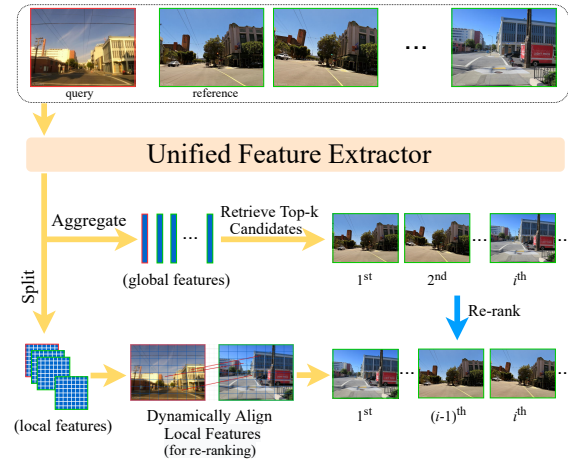 query
reference
...
Unified Feature Extractor
Aggregate
...
Retrieve Top-k
Candidates
(global features)
...
...
1st
2nd
ith
Split
Re-rank
...
...
(local features)
Dynamically Align
Local Features
(for re-ranking)
1st
(i-1)th
ith